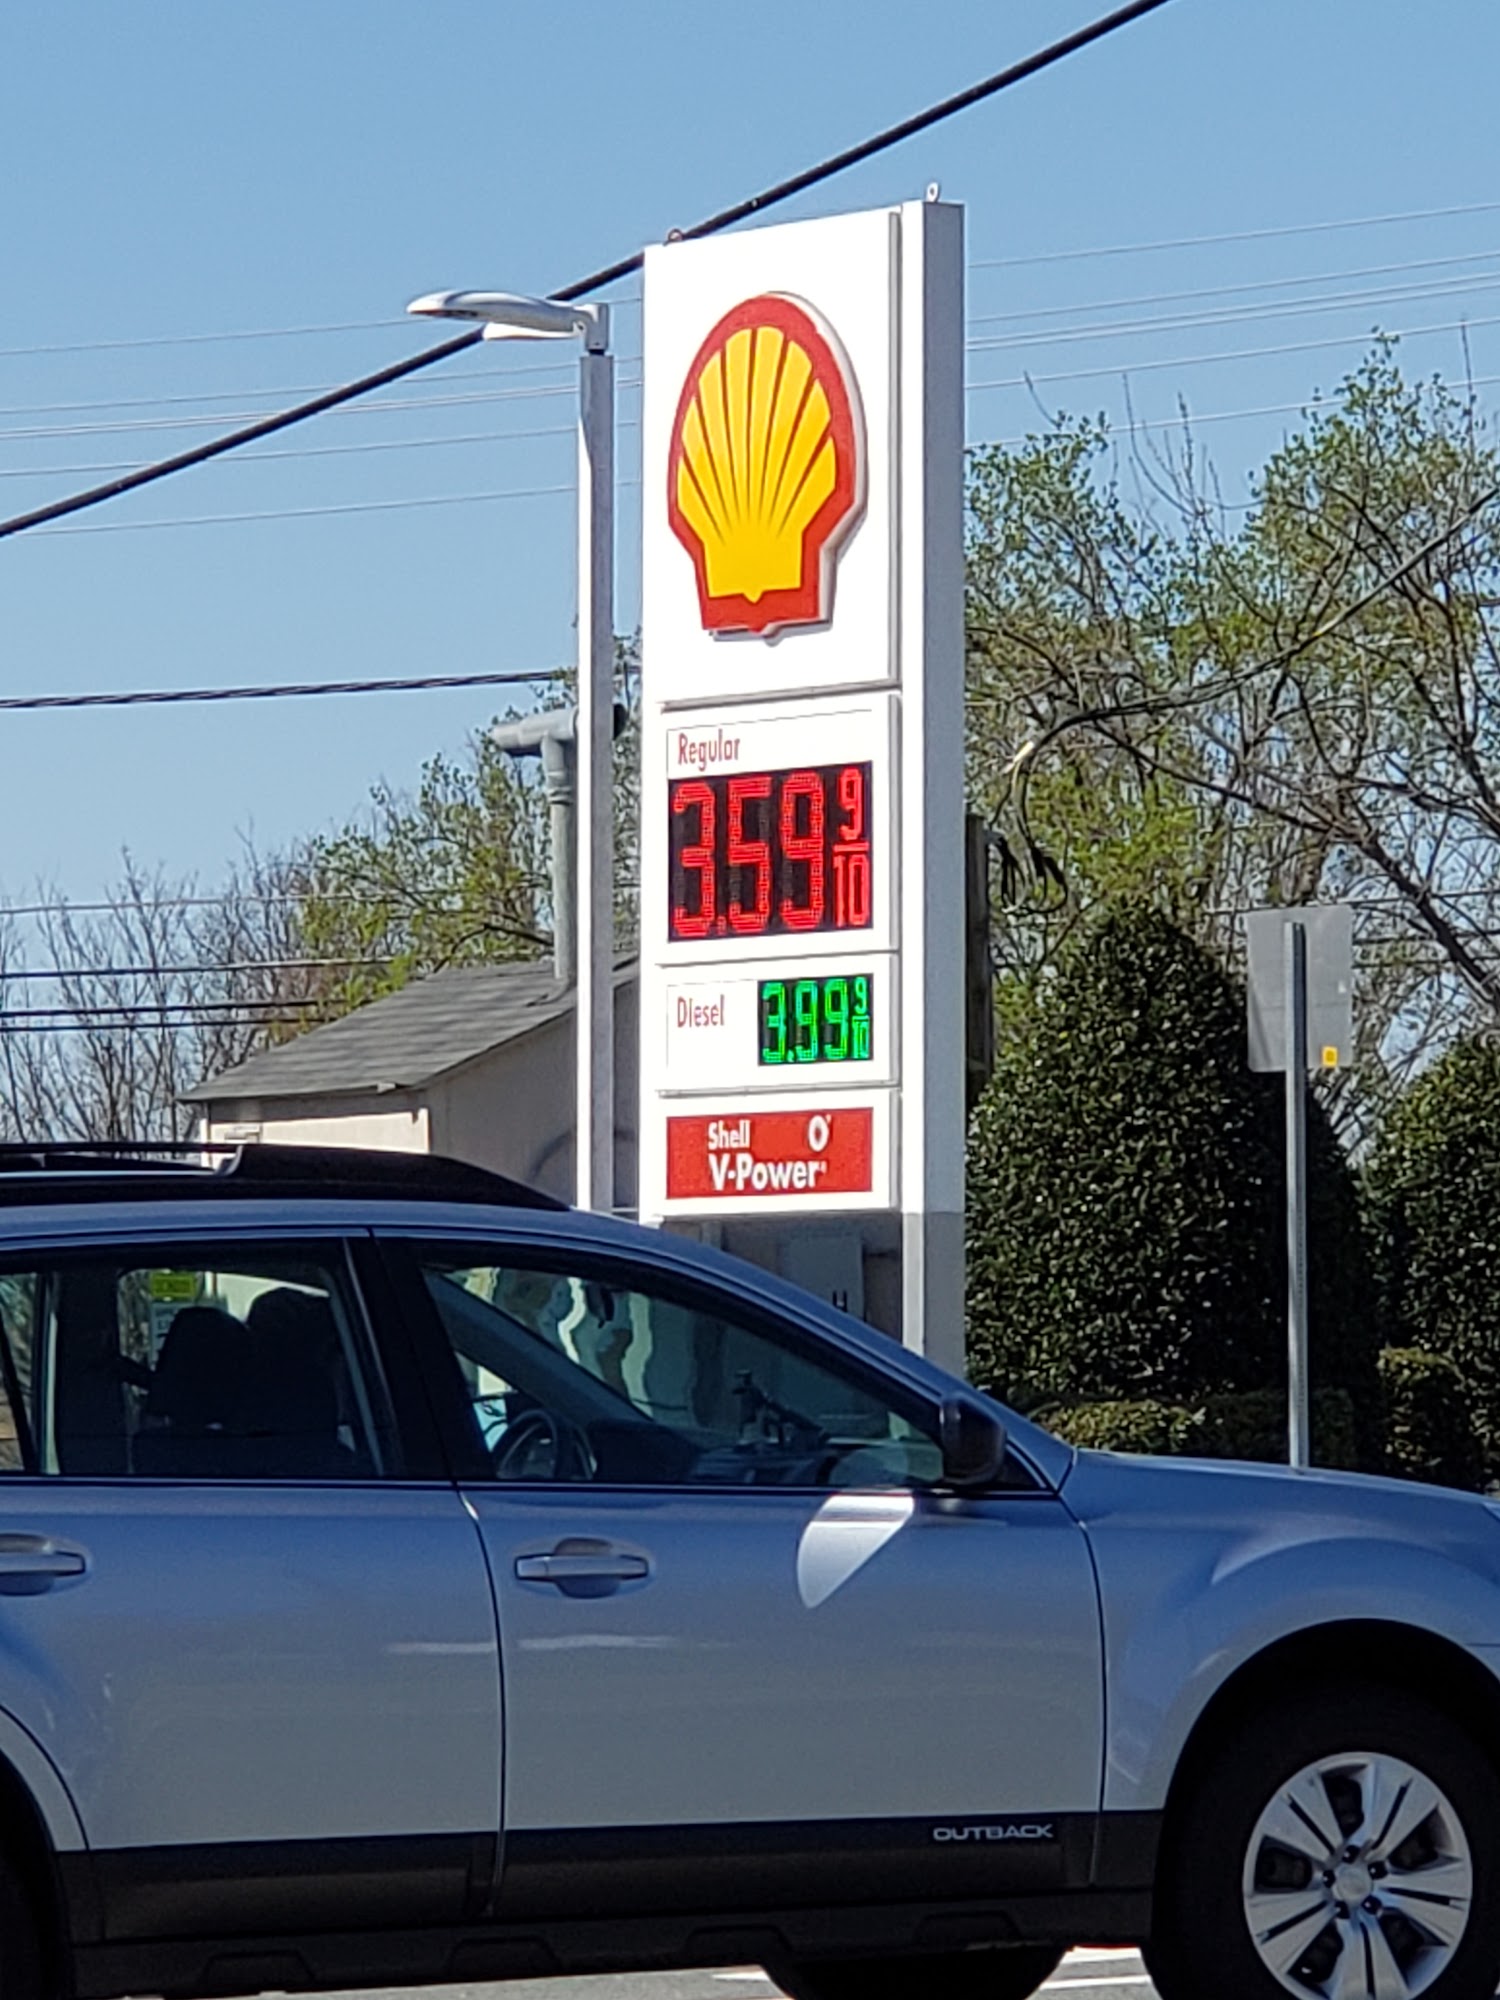 Regular
3.59 9/10
Diesel
3.99 9/10
Shell
V-Power
OUTBACK